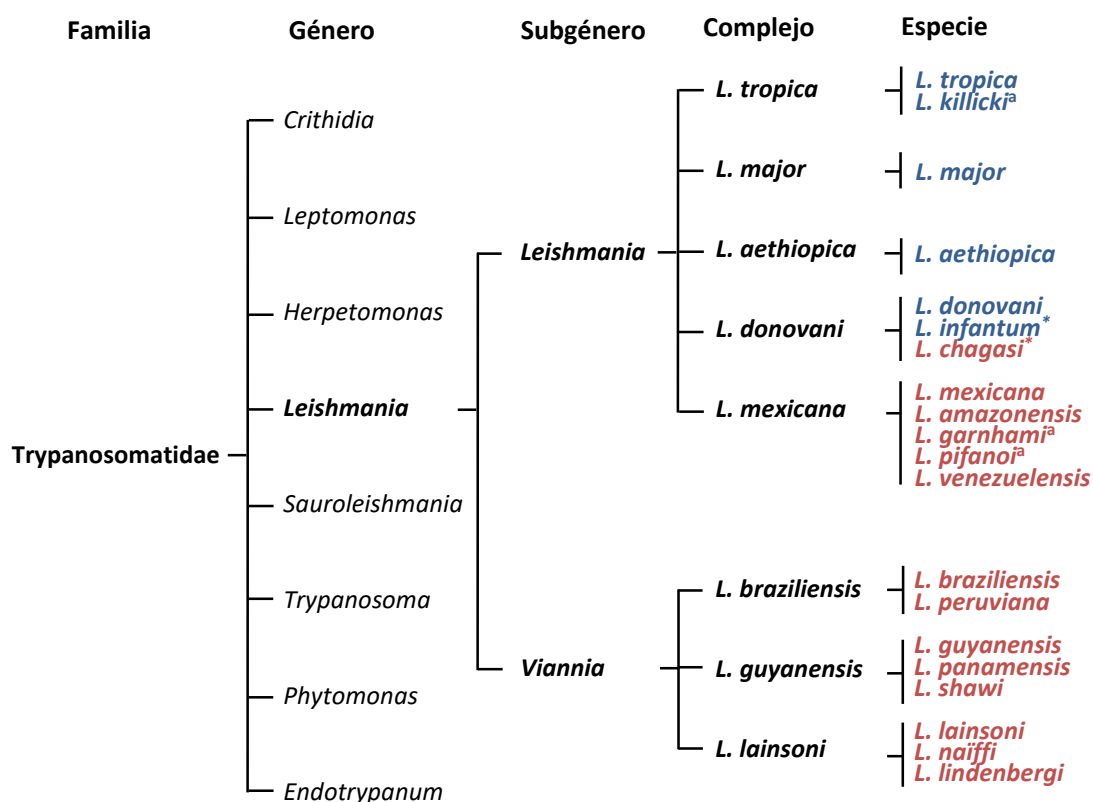 Familia Género Subgénero Complejo Especie
Crithidia
Leptomonas
Herpetomonas
Leishmania
Trypanosomatidae
Sauroleishmania
Trypanosoma
Phytomonas
Endotrypanum
Leishmania
Viannia
L. tropica
L. major
L. aethiopica
L. donovani
L. mexicana
L. braziliensis
L. guyanensis
L. lainsoni
L. tropica
L. killickiª
L. major
L. aethiopica
L. donovani
L. infantum*
L. chagasi*
L. mexicana
L. amazonensis
L. garnhamiª
L. pifanoiª
L. venezuelensis
L. braziliensis
L. peruviana
L. guyanensis
L. panamensis
L. shawi
L. lainsoni
L. naïffi
L. lindenbergi